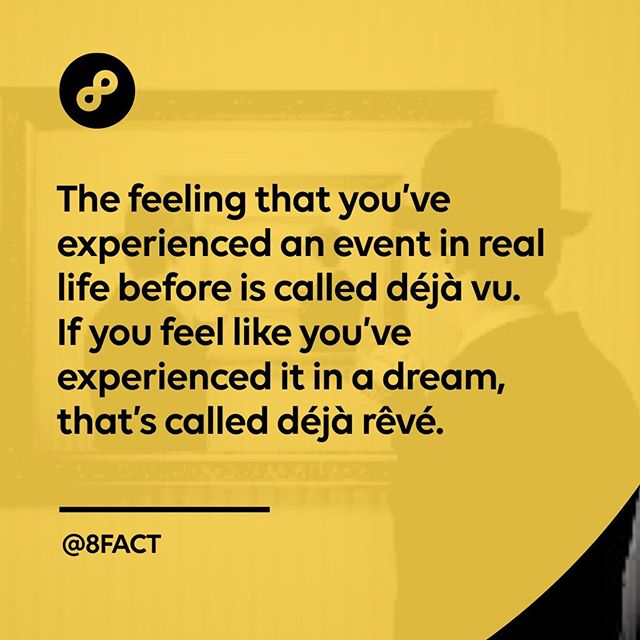 The feeling that you've
experienced an event in real
life before is called déjà vu.
If you feel like you've
experienced it in a dream,
that's called déjà rêvé.
@8FACT